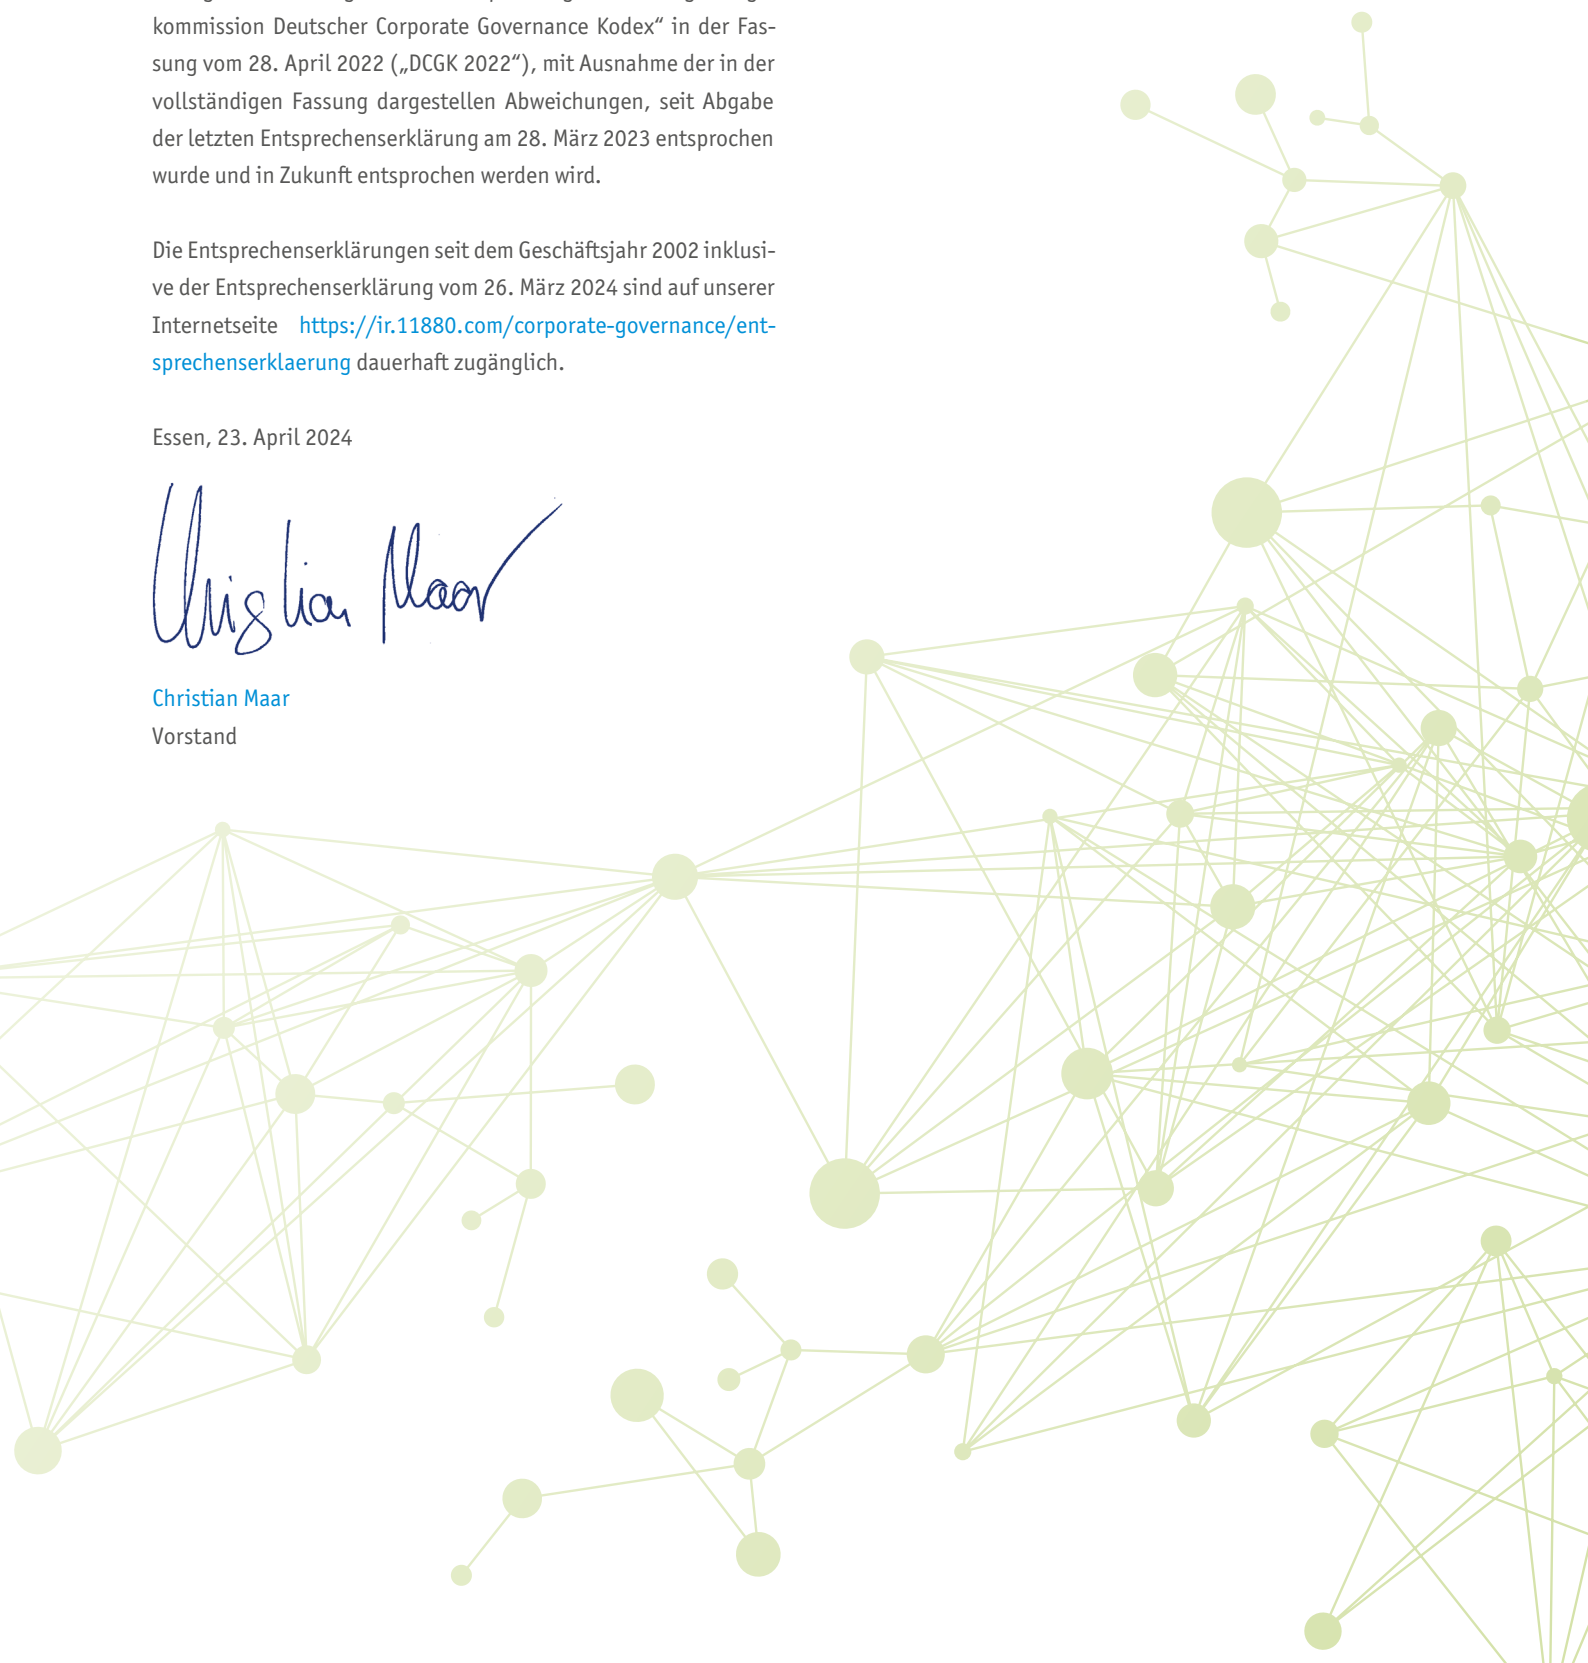 kommission Deutscher Corporate Governance Kodex“ in der Fas-
sung vom 28. April 2022 („DCGK 2022“), mit Ausnahme der in der
vollständigen Fassung dargestellen Abweichungen, seit Abgabe
der letzten Entsprechenserklärung am 28. März 2023 entsprochen
wurde und in Zukunft entsprochen werden wird.
Die Entsprechenserklärungen seit dem Geschäftsjahr 2002 inklusi-
ve der Entsprechenserklärung vom 26. März 2024 sind auf unserer
Internetseite https://ir.11880.com/corporate-governance/ent-
sprechenserklaerung dauerhaft zugänglich.
Essen, 23. April 2024
Christian Maar
Christian Maar
Vorstand